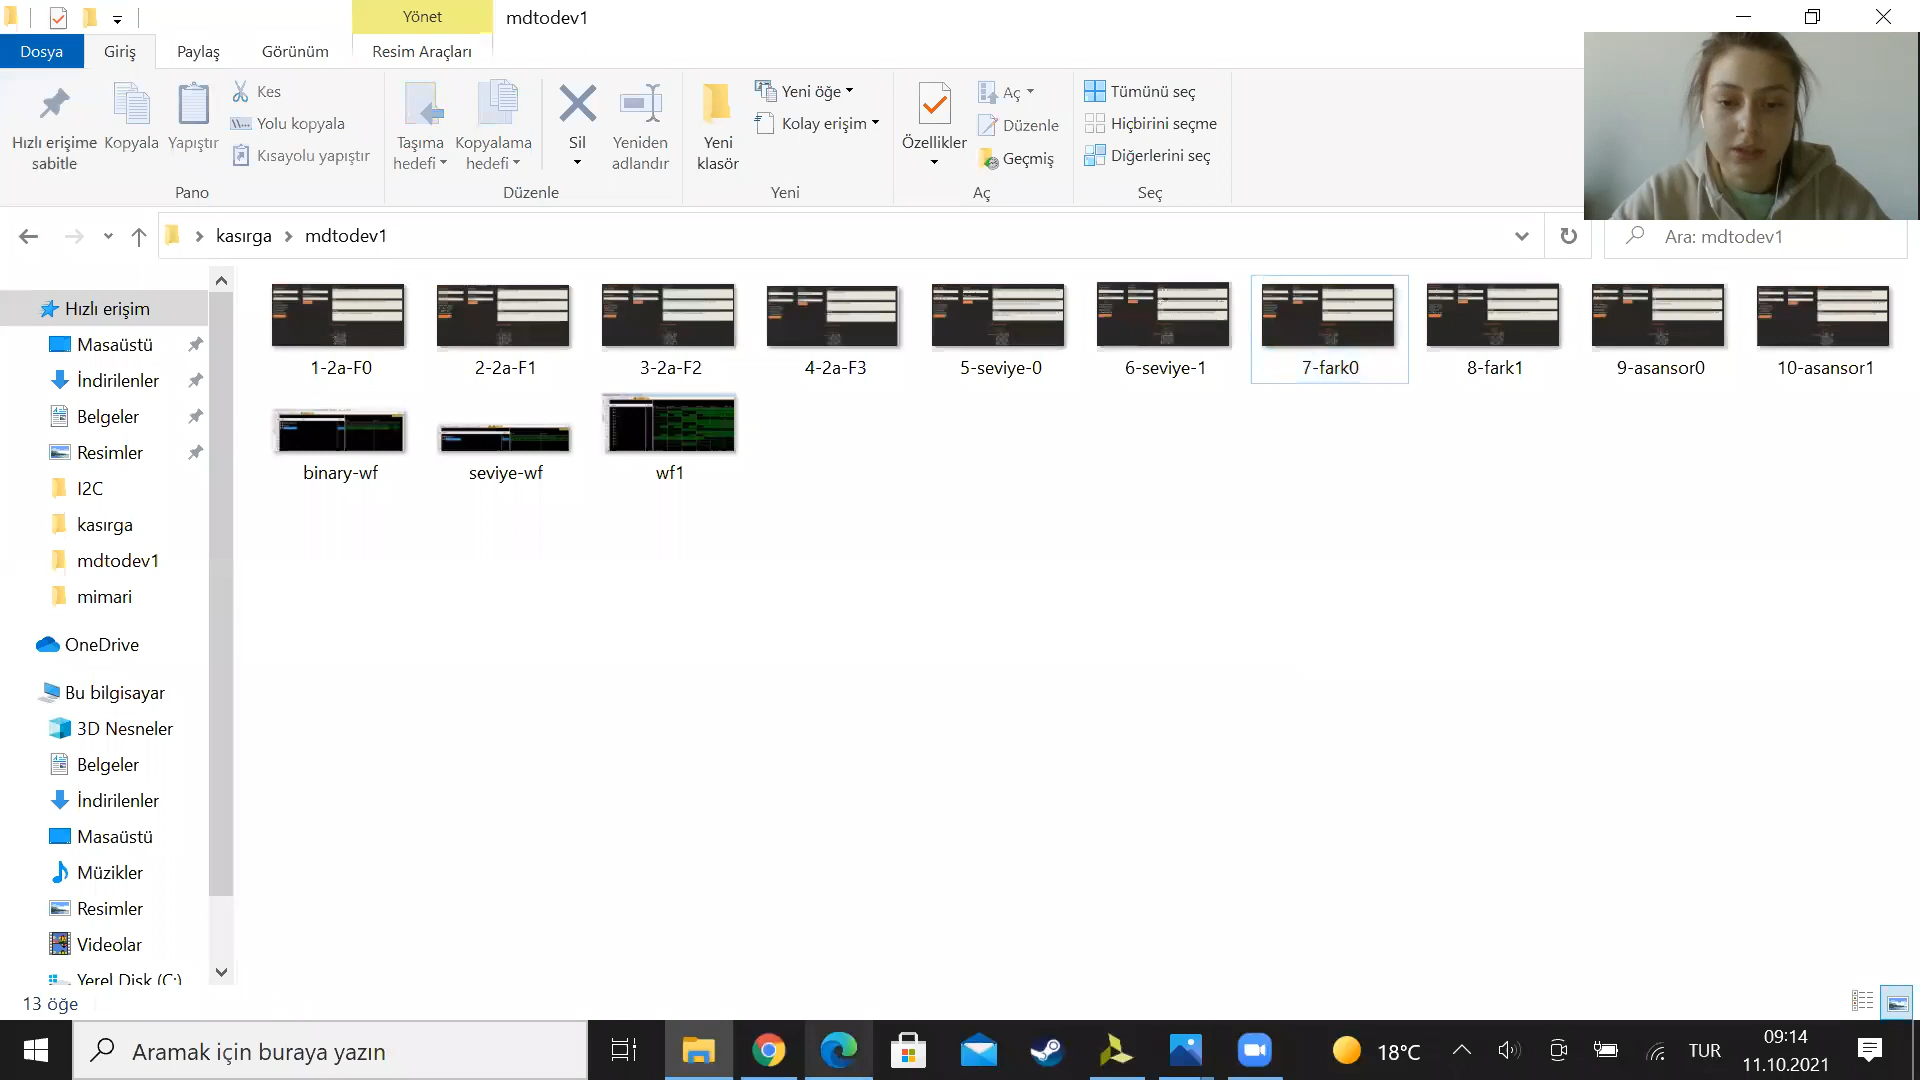 Yönet
mdtodev1
Dosya
Giriş
Paylaş
Görünüm
Resim Araçları
Hızlı erişime sabitle
Kopyala
Yapıştır
Kes
Yolu kopyala
Kısayolu yapıştır
Pano
Taşıma hedefi
Kopyalama hedefi
Sil
Yeniden adlandır
Düzenle
Yeni klasör
Yeni öğe
Kolay erişim
Yeni
Özellikler
Aç
Düzenle
Geçmiş
Aç
Tümünü seç
Hiçbirini seçme
Diğerlerini seç
Seç
kasırga
mdtodev1
Ara: mdtodev1
Hızlı erişim
Masaüstü
İndirilenler
Belgeler
Resimler
I2C
kasırga
mdtodev1
mimari
OneDrive
Bu bilgisayar
3D Nesneler
Belgeler
İndirilenler
Masaüstü
Müzikler
Resimler
Videolar
Yerel Disk (C:)
1-2a-F0
2-2a-F1
3-2a-F2
4-2a-F3
5-seviye-0
6-seviye-1
7-fark0
8-fark1
9-asansor0
10-asansor1
binary-wf
seviye-wf
wf1
13 öğe
Aramak için buraya yazın
18°C
TUR
09:14
11.10.2021